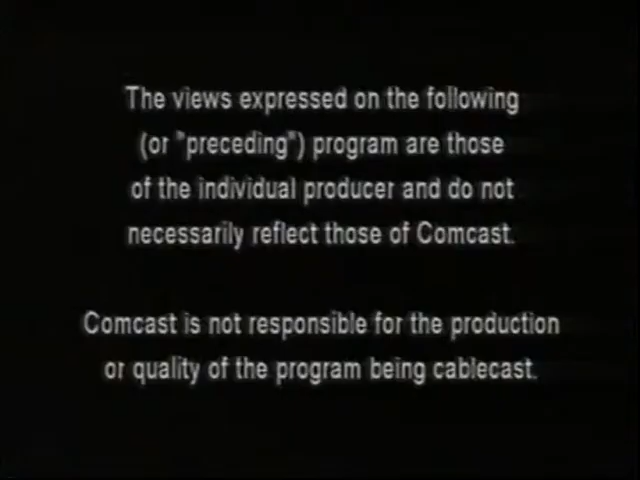 The views expressed on the following
(or "preceding") program are those
of the individual producer and do not
necessarily reflect those of Comcast.
Comcast is not responsible for the production
or quality of the program being cablecast.